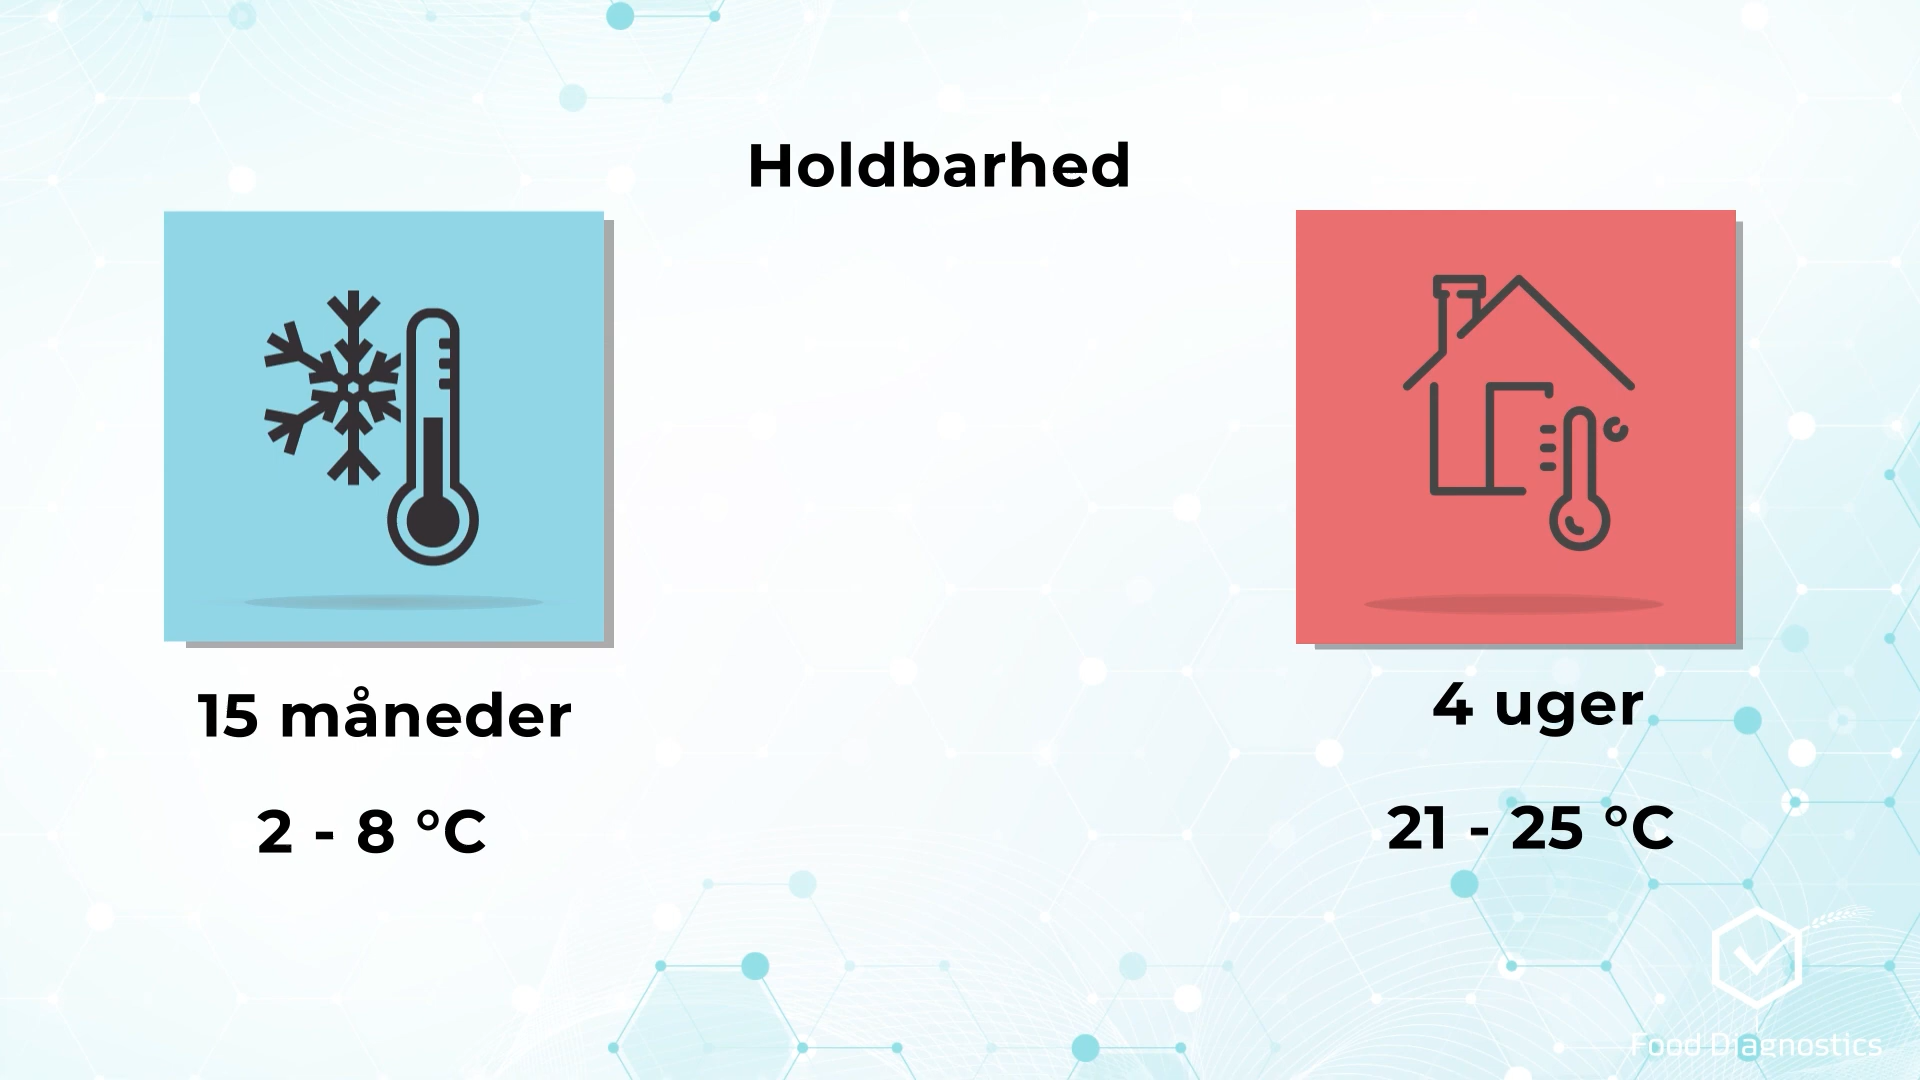 Holdbarhed
15 måneder
2 - 8 °C
4 uger
21 - 25 °C
Food Diagnostics